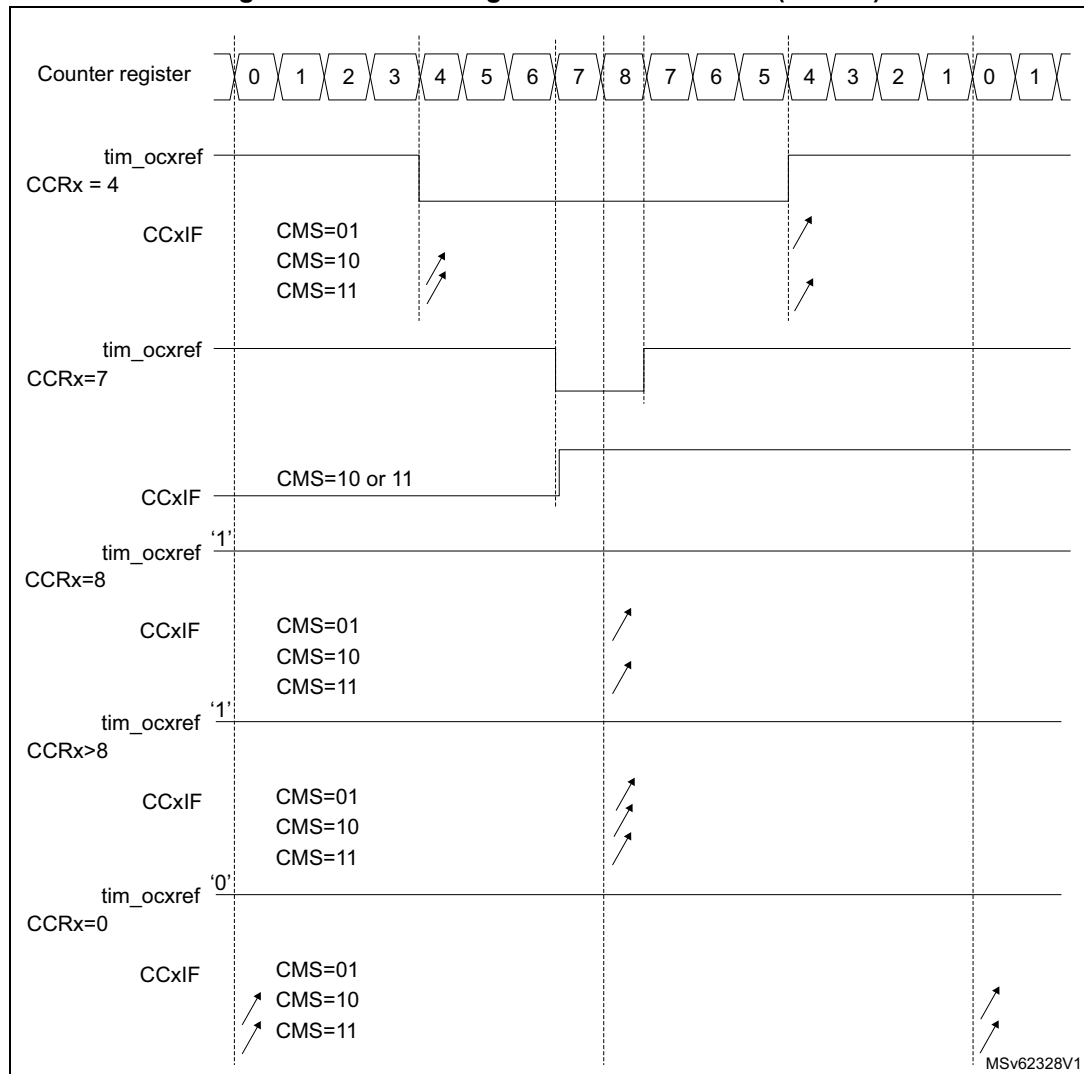 Counter register 0 1 2 3 4 5 6 7 8 7 6 5 4 3 2 1 0 1
tim_ocxref
CCRx = 4
CCxIF CMS=01
CMS=10
CMS=11
tim_ocxref
CCRx=7
CMS=10 or 11
CCxIF
'1'
tim_ocxref
CCRx=8
CCxIF CMS=01
CMS=10
CMS=11
'1'
tim_ocxref
CCRx>8
CCxIF CMS=01
CMS=10
CMS=11
'0'
tim_ocxref
CCRx=0
CCxIF CMS=01
CMS=10
CMS=11
MSv62328V1